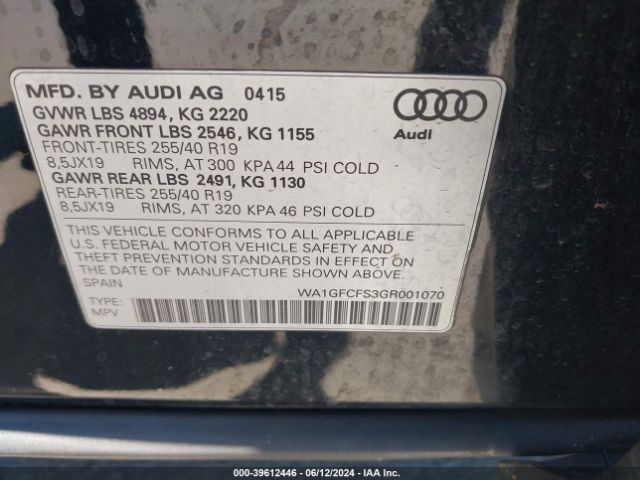 MFD. BY AUDI AG 0415
GVWR LBS 4894, KG 2220
GAWR FRONT LBS 2546, KG 1155
FRONT-TIRES 255/40 R19
8,5JX19 RIMS, AT 300 KPA 44 PSI COLD
GAWR REAR LBS 2491, KG 1130
REAR-TIRES 255/40 R19
8,5JX19 RIMS, AT 320 KPA 46 PSI COLD
Audi
THIS VEHICLE CONFORMS TO ALL APPLICABLE
U.S. FEDERAL MOTOR VEHICLE SAFETY AND
THEFT PREVENTION STANDARDS IN EFFECT ON
THE DATE OF MANUFACTURE SHOWN ABOVE.
SPAIN
WA1GFCFS3GR001070
TYPE:
MPV
000-39612446 - 06/12/2024 - IAA Inc.